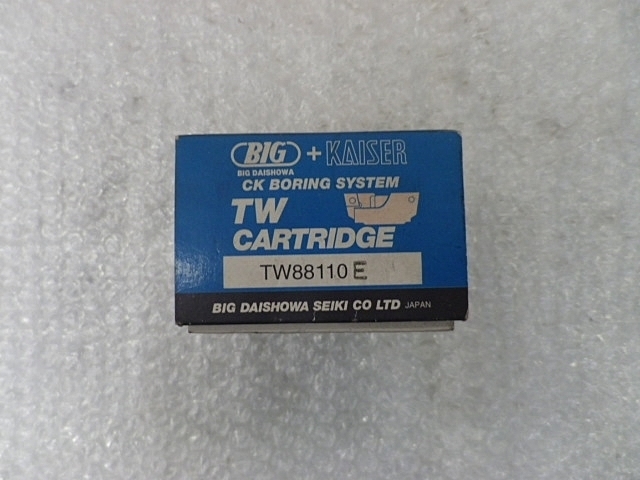 BIG + KAISER
BIG DAISHOWA
CK BORING SYSTEM
TW
CARTRIDGE
TW88110 E
BIG DAISHOWA SEIKI CO LTD JAPAN